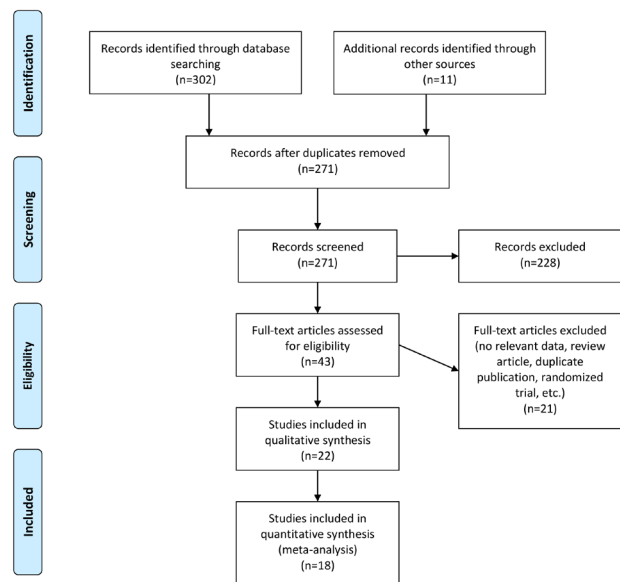 Identification
Records identified through database
searching
(n=302)
Additional records identified through
other sources
(n=11)
Records after duplicates removed
(n=271)
Screening
Records screened
(n=271)
Records excluded
(n=228)
Eligibility
Full-text articles assessed
for eligibility
(n=43)
Full-text articles excluded
(no relevant data, review
article, duplicate
publication, randomized
trial, etc.)
(n=21)
Studies included in
qualitative synthesis
(n=22)
Included
Studies included in
quantitative synthesis
(meta-analysis)
(n=18)